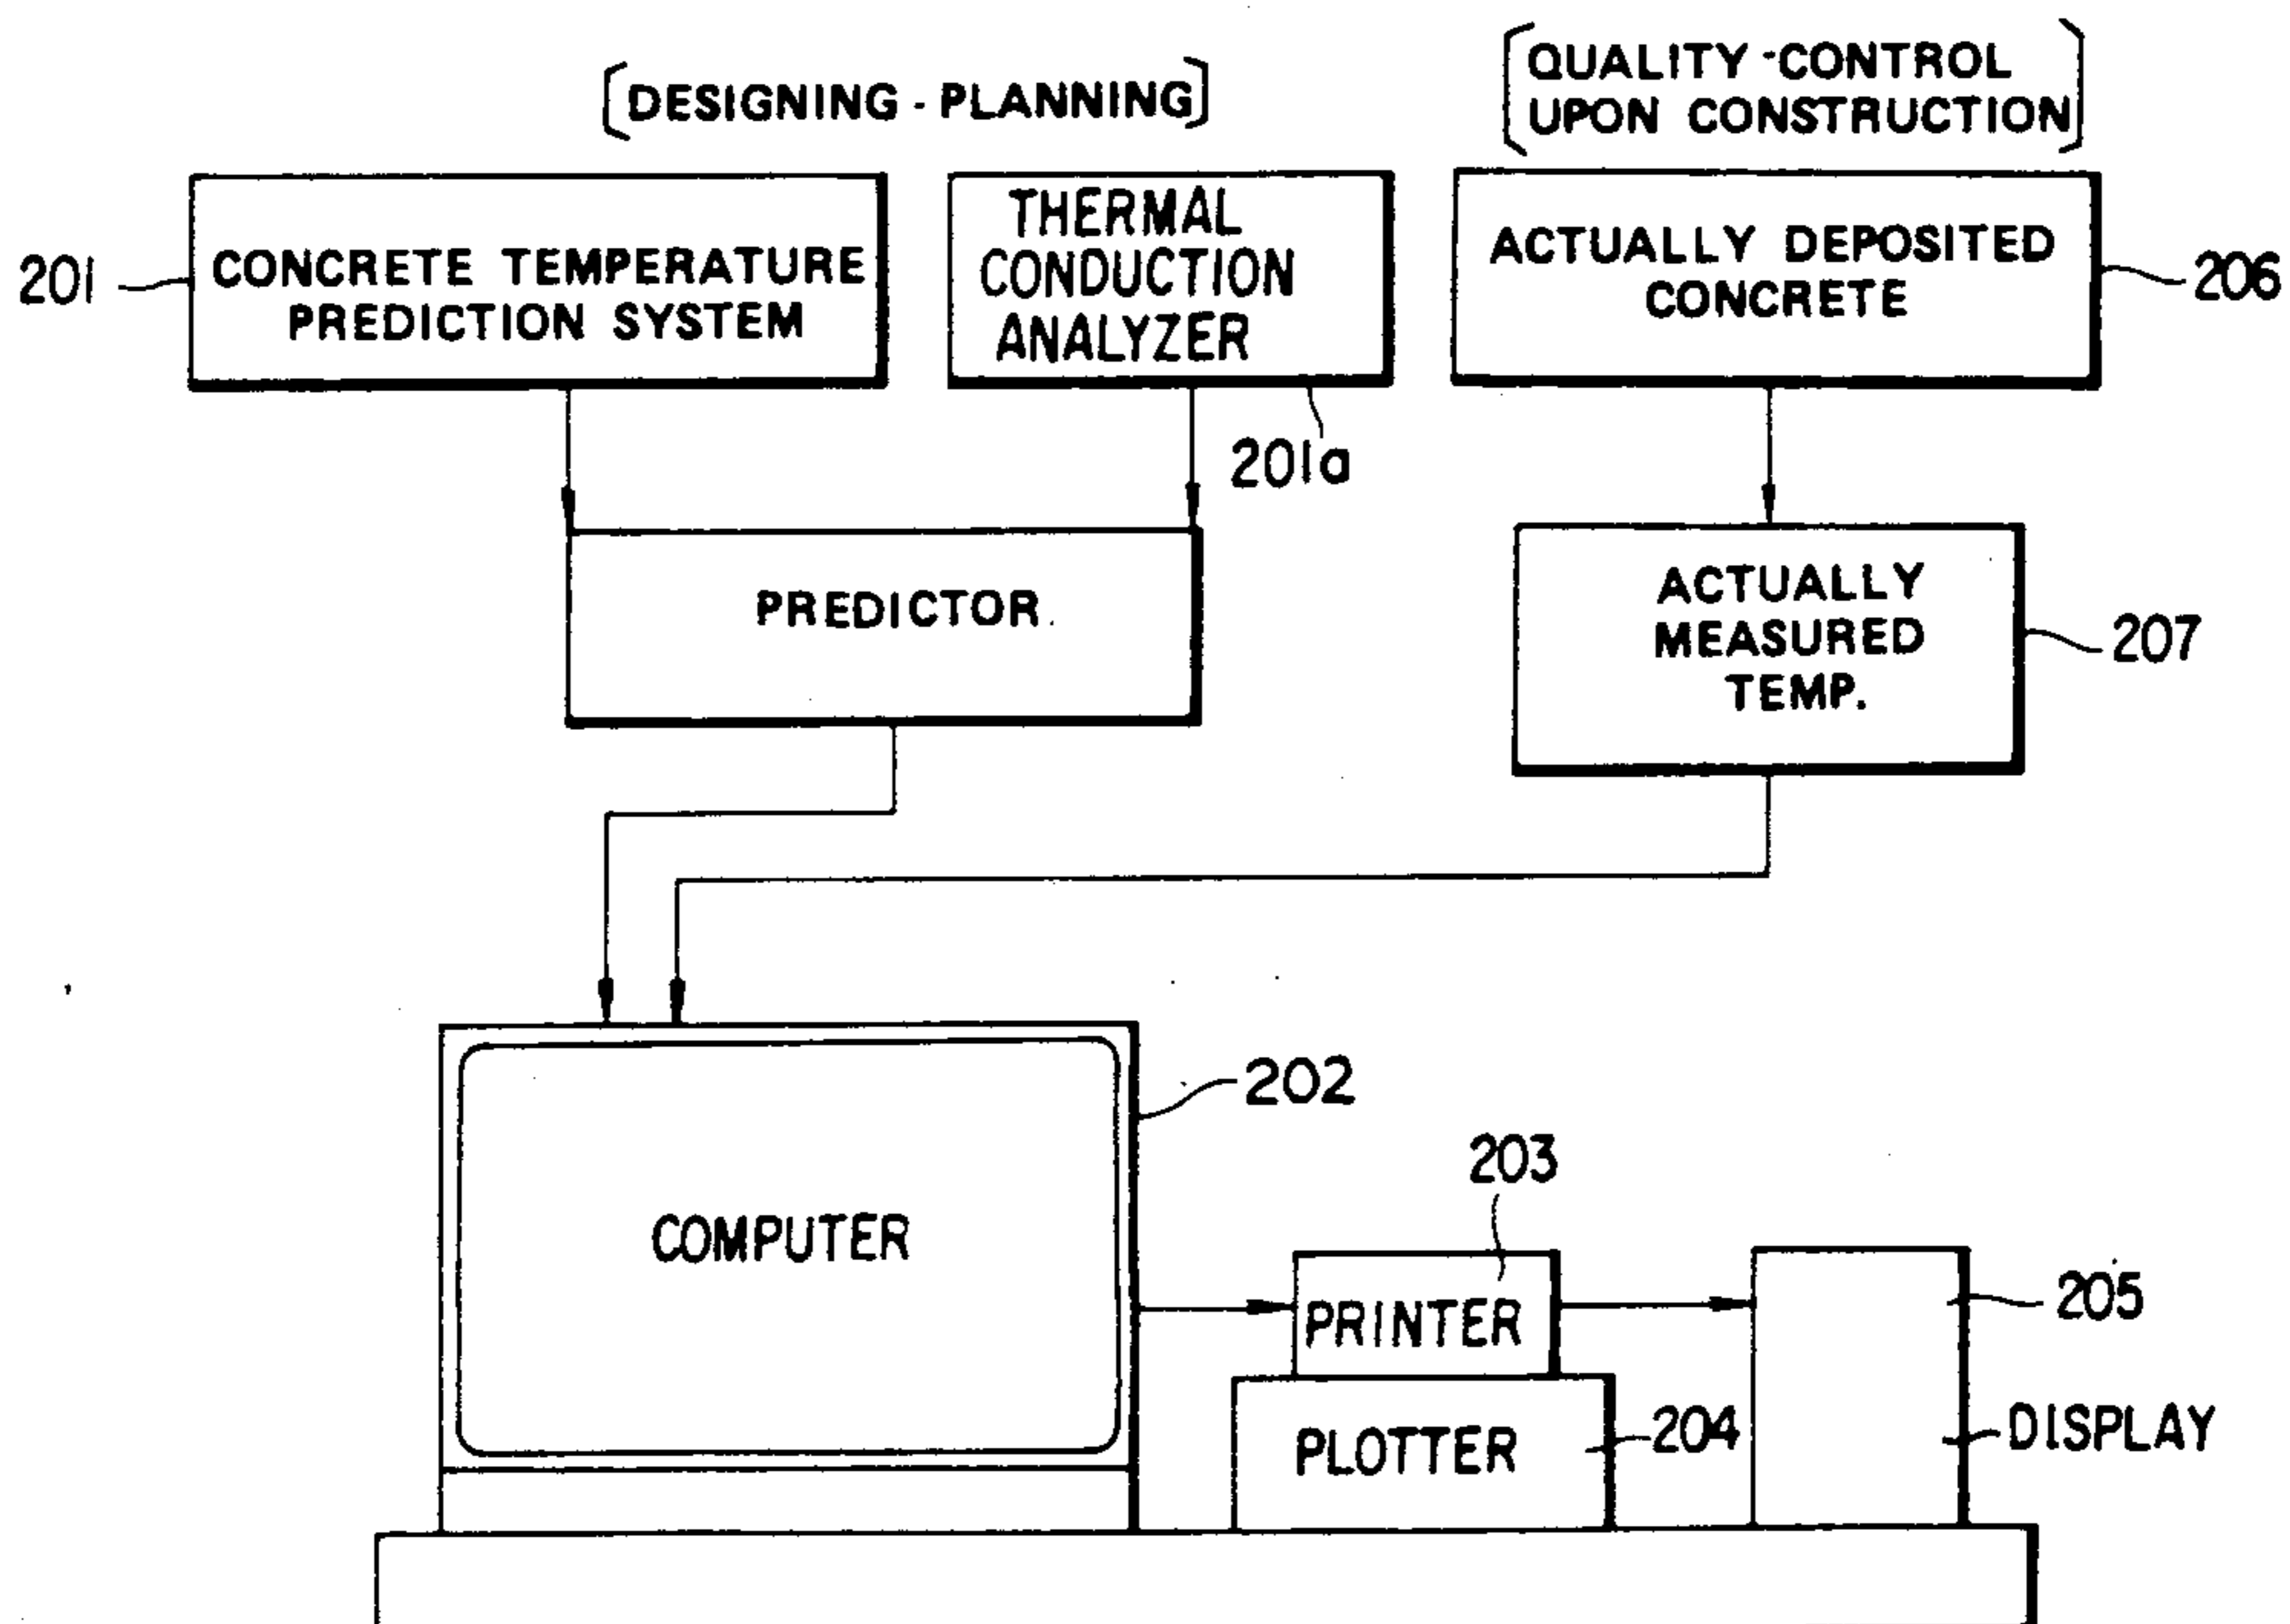 [DESIGNING - PLANNING]
[QUALITY-CONTROL
UPON CONSTRUCTION]
201
CONCRETE TEMPERATURE
PREDICTION SYSTEM
THERMAL
CONDUCTION
ANALYZER
201a
ACTUALLY DEPOSITED
CONCRETE
206
PREDICTOR
ACTUALLY
MEASURED
TEMP.
207
COMPUTER
202
203
PRINTER
PLOTTER
204
205
DISPLAY